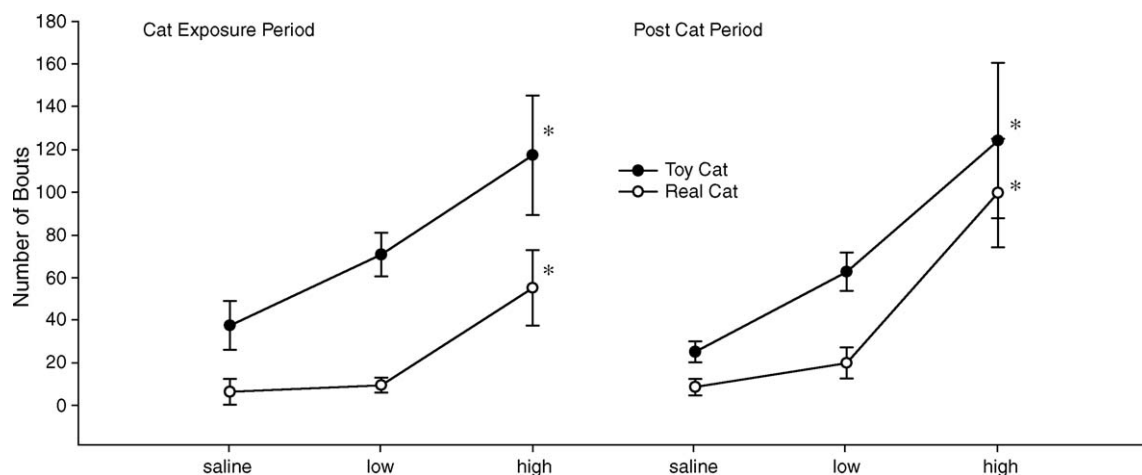 180
160
140
120
100
80
60
40
20
0
Number of Bouts
Cat Exposure Period
Post Cat Period
Toy Cat
Real Cat
*
*
*
*
saline low high saline low high